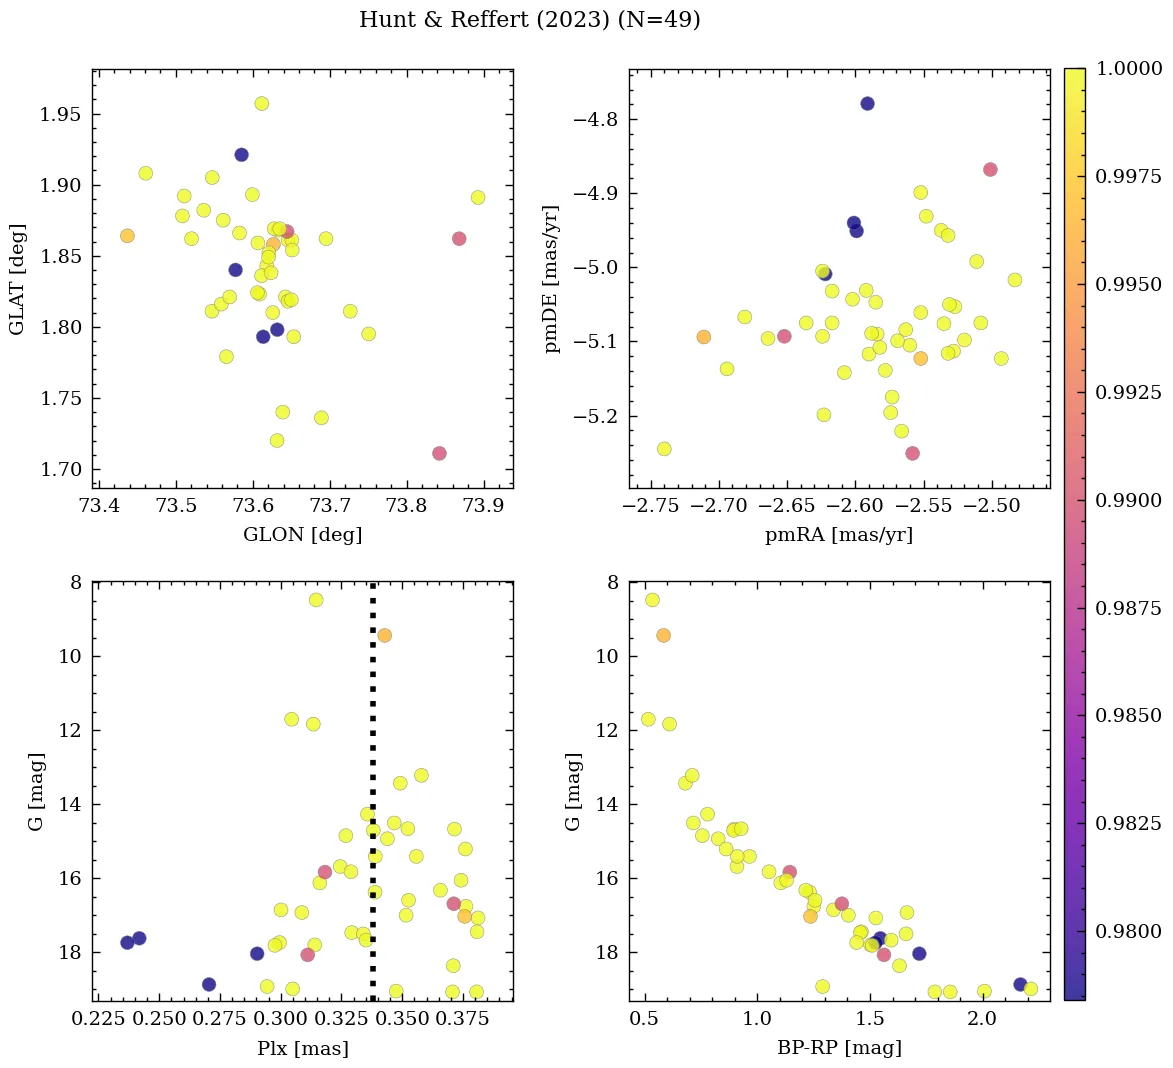 Hunt & Reffert (2023) (N=49)
1.95
1.90
1.85
1.80
1.75
1.70
GLAT [deg]
73.4 73.5 73.6 73.7 73.8 73.9
GLON [deg]
−4.8
−4.9
−5.0
−5.1
−5.2
pmDE [mas/yr]
−2.75 −2.70 −2.65 −2.60 −2.55 −2.50
pmRA [mas/yr]
8
10
12
14
16
18
G [mag]
0.225 0.250 0.275 0.300 0.325 0.350 0.375
Plx [mas]
8
10
12
14
16
18
G [mag]
0.5 1.0 1.5 2.0
BP-RP [mag]
1.0000
0.9975
0.9950
0.9925
0.9900
0.9875
0.9850
0.9825
0.9800